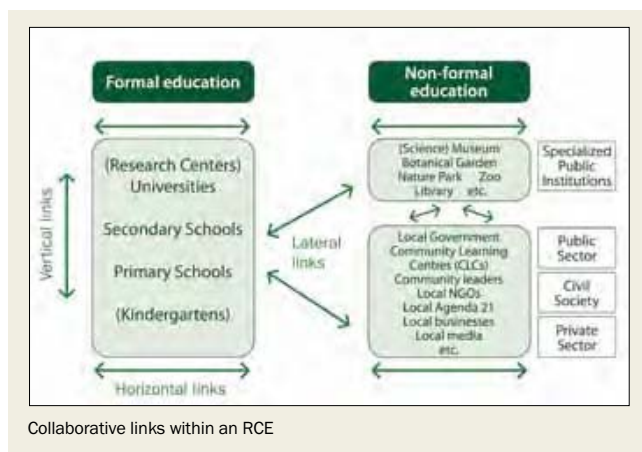 Formal education
Non-formal
education
Vertical links
(Research Centers)
Universities
Secondary Schools
Primary Schools
(Kindergartens)
Horizontal links
Lateral
links
(Science) Museum
Botanical Garden
Nature Park Zoo
Library etc.
Specialized
Public
Institutions
Local Government
Community Learning
Centres (CLCs)
Community leaders
Local NGOs
Local Agenda 21
Local businesses
Local media
etc.
Public
Sector
Civil
Society
Private
Sector
Collaborative links within an RCE